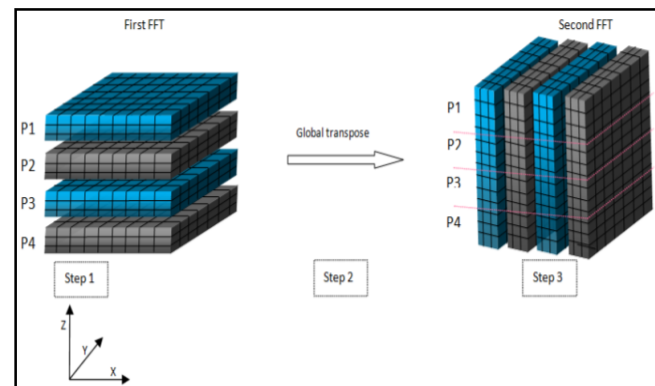 First FFT
Second FFT
P1
P2
P3
P4
Global transpose
P1
P2
P3
P4
Step 1
Step 2
Step 3
Z
Y
X